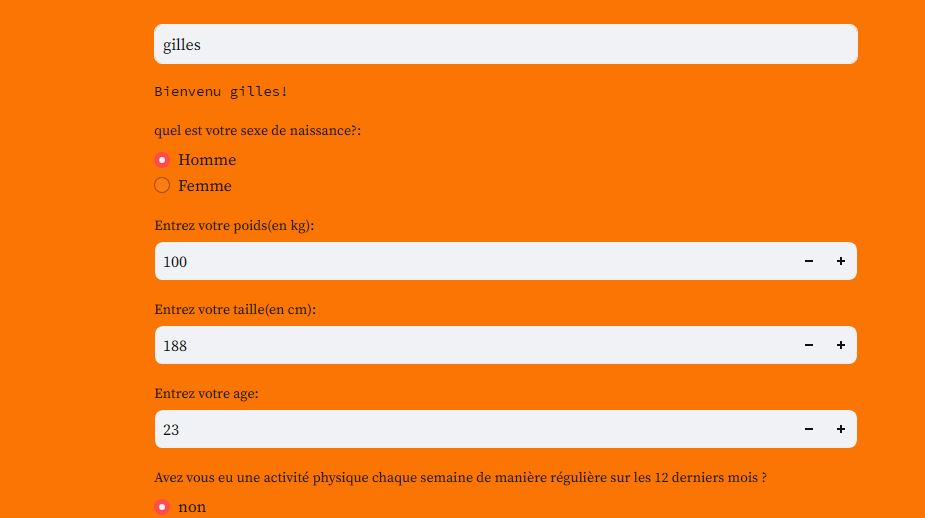 gilles
Bienvenu gilles!
quel est votre sexe de naissance?:
Homme
Femme
Entrez votre poids(en kg):
100
Entrez votre taille(en cm):
188
Entrez votre age:
23
Avez vous eu une activité physique chaque semaine de manière régulière sur les 12 derniers mois ?
non